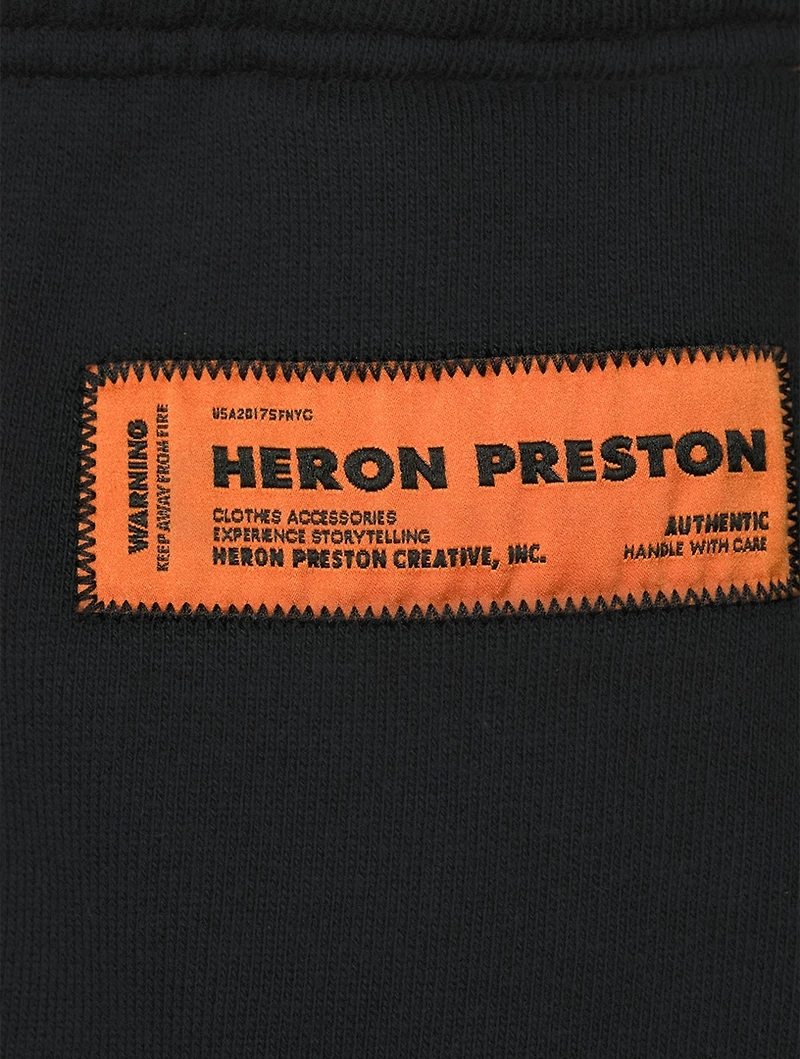 WARNING
KEEP AWAY FROM FIRE
USA2017SFNYC
HERON PRESTON
CLOTHES ACCESSORIES
EXPERIENCE STORYTELLING
HERON PRESTON CREATIVE, INC.
AUTHENTIC
HANDLE WITH CARE